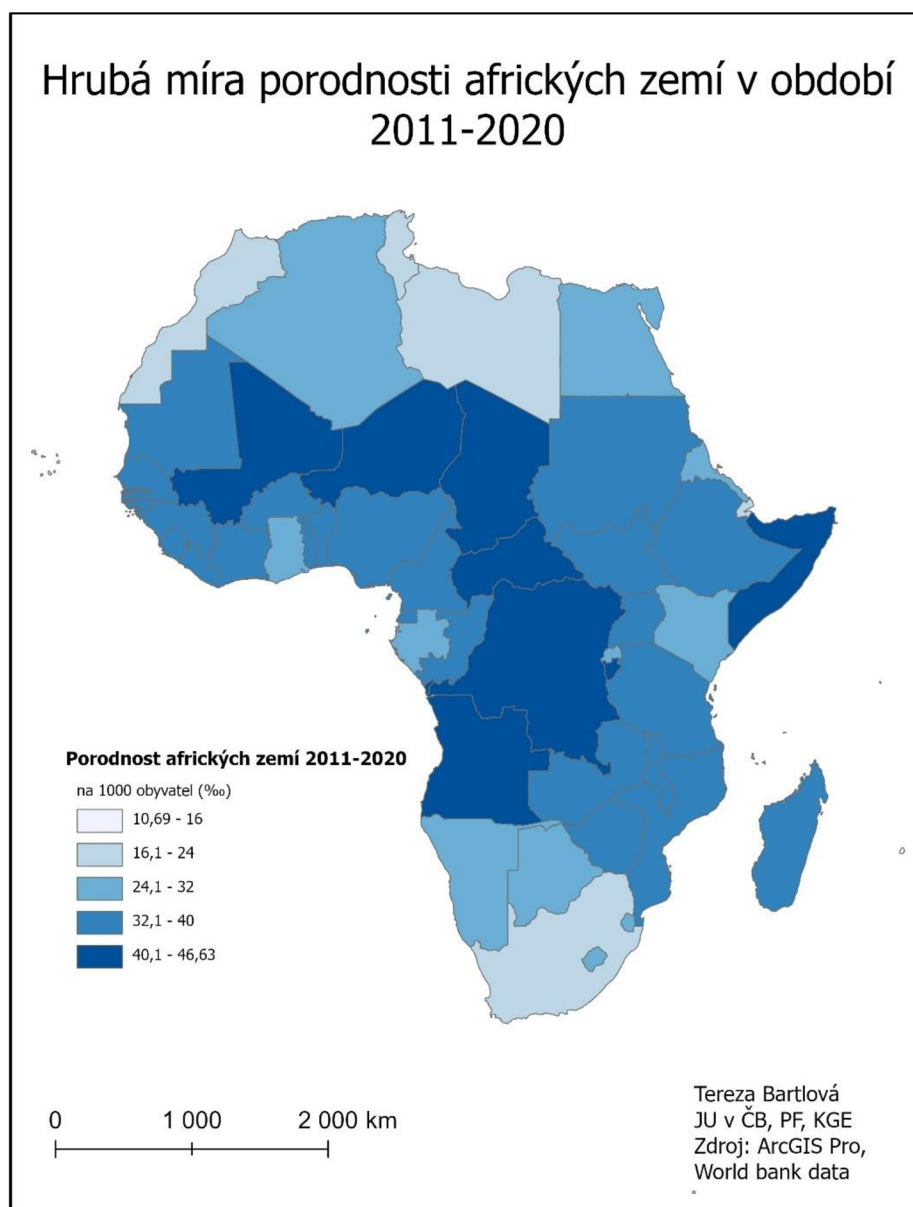 Hrubá míra porodnosti afrických zemí v období
2011-2020
Porodnost afrických zemí 2011-2020
na 1000 obyvatel (‰)
10,69 - 16
16,1 - 24
24,1 - 32
32,1 - 40
40,1 - 46,63
0 1 000 2 000 km
Tereza Bartlová
JU v ČB, PF, KGE
Zdroj: ArcGIS Pro,
World bank data